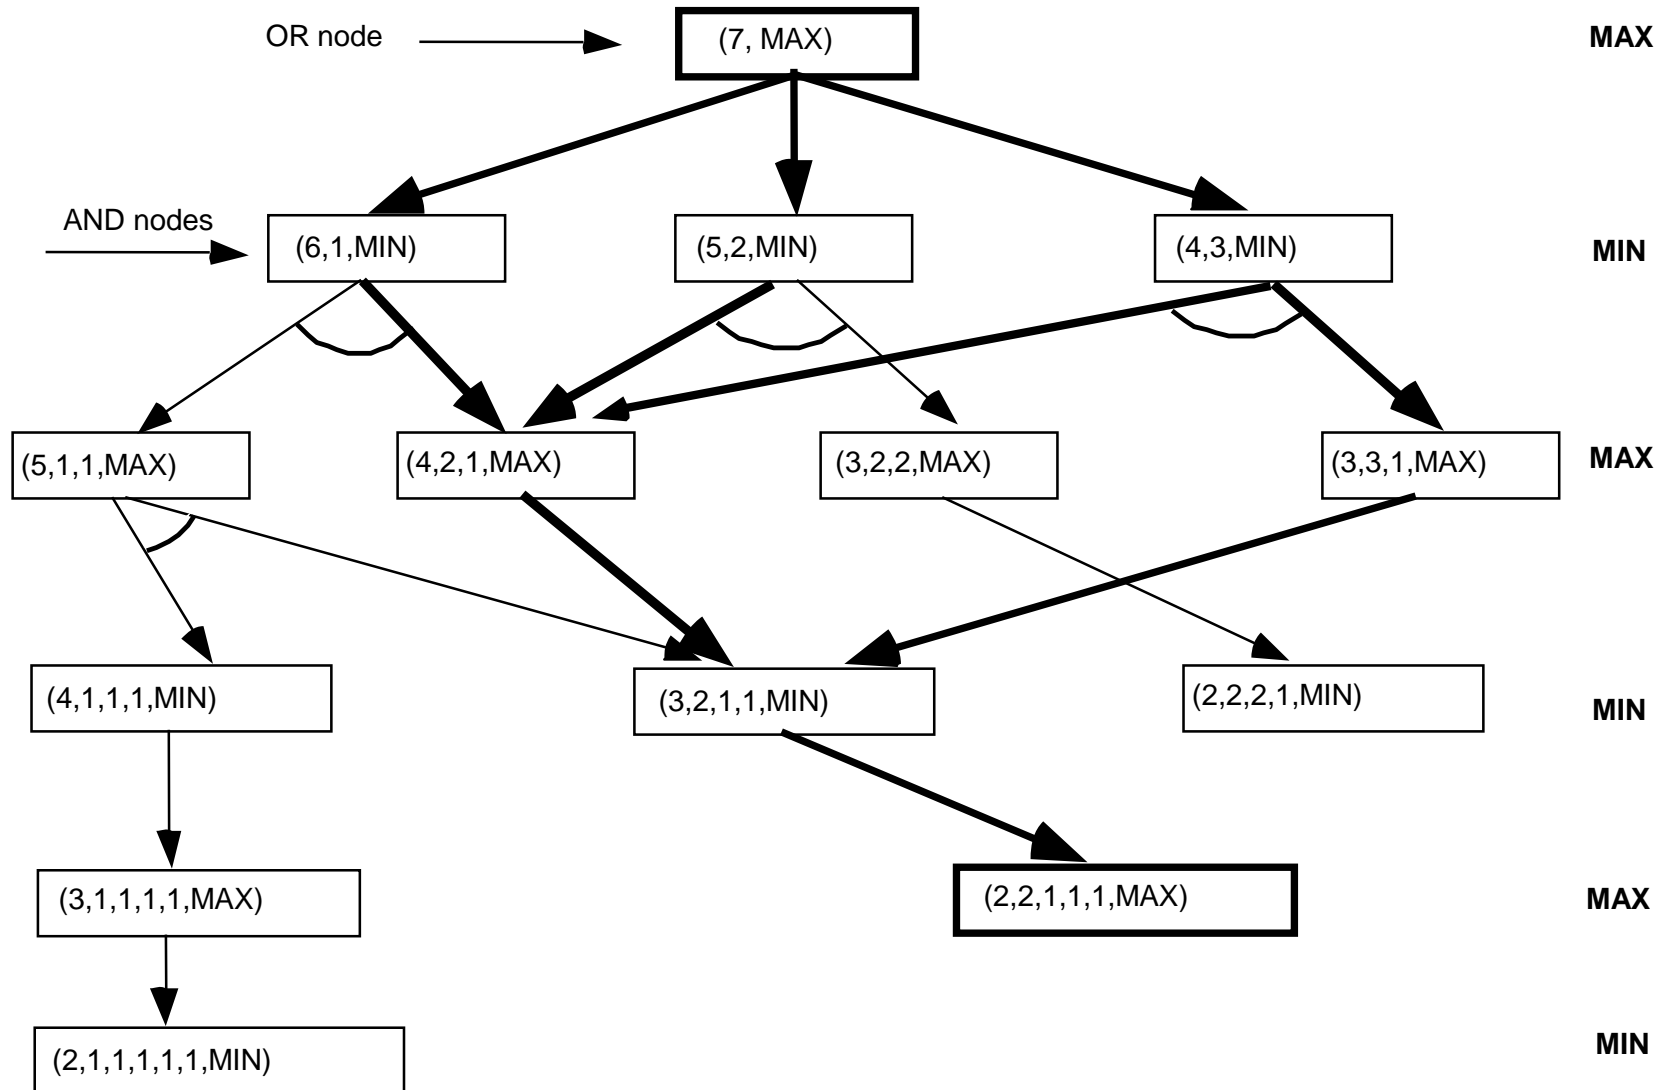 OR node
(7, MAX)
MAX
AND nodes
(6,1,MIN)
(5,2,MIN)
(4,3,MIN)
MIN
(5,1,1,MAX)
(4,2,1,MAX)
(3,2,2,MAX)
(3,3,1,MAX)
MAX
(4,1,1,1,MIN)
(3,2,1,1,MIN)
(2,2,2,1,MIN)
MIN
(3,1,1,1,1,MAX)
(2,2,1,1,1,MAX)
MAX
(2,1,1,1,1,1,MIN)
MIN